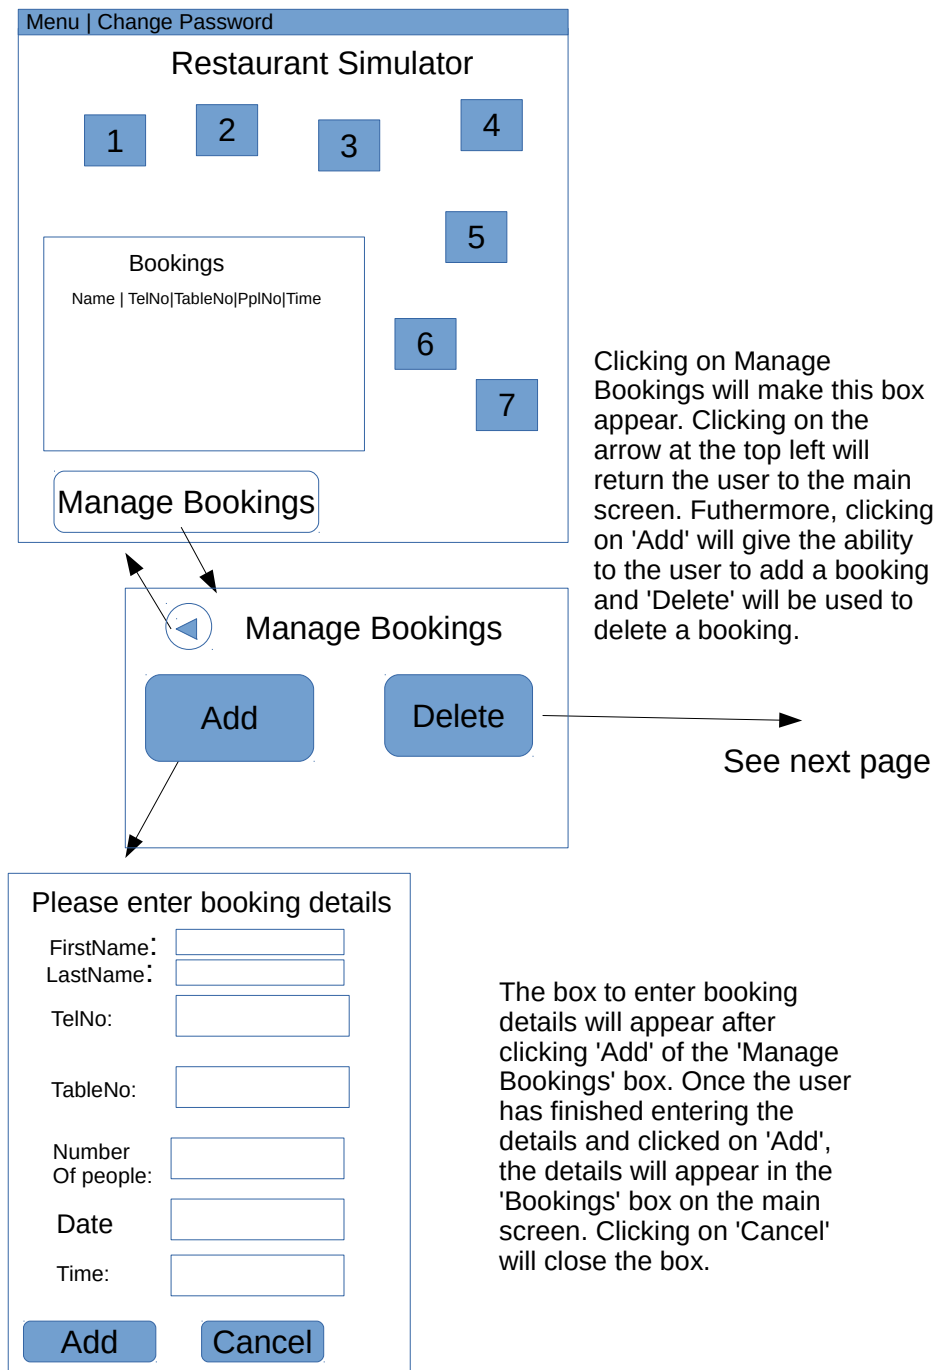 Menu | Change Password
Restaurant Simulator
1
2
3
4
5
6
7
Bookings
Name | TelNo|TableNo|PplNo|Time
Manage Bookings
Clicking on Manage
Bookings will make this box
appear. Clicking on the
arrow at the top left will
return the user to the main
screen. Futhermore, clicking
on 'Add' will give the ability
to the user to add a booking
and 'Delete' will be used to
delete a booking.
Manage Bookings
Add
Delete
See next page
Please enter booking details
FirstName:
LastName:
TelNo:
TableNo:
Number
Of people:
Date
Time:
Add
Cancel
The box to enter booking
details will appear after
clicking 'Add' of the 'Manage
Bookings' box. Once the user
has finished entering the
details and clicked on 'Add',
the details will appear in the
'Bookings' box on the main
screen. Clicking on 'Cancel'
will close the box.